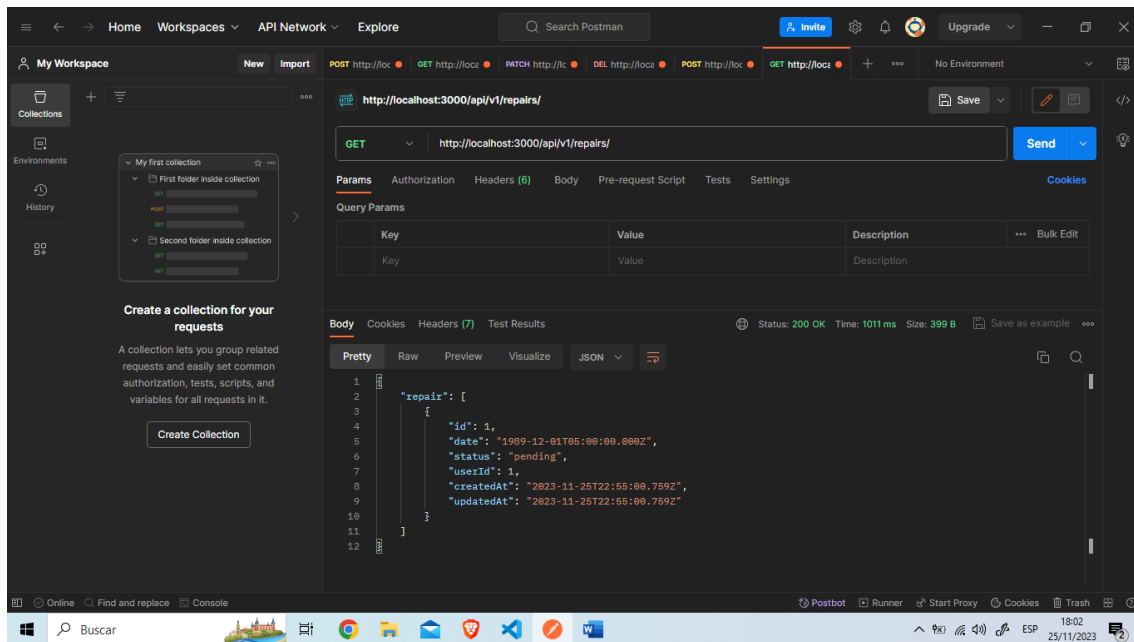 Home Workspaces API Network Explore Search Postman Invite Upgrade
My Workspace New Import POST http://loc GET http://loca PATCH http://lc DEL http://loca POST http://loc GET http://loca No Environment
Collections
Environments
History
HTTP http://localhost:3000/api/v1/repairs/ Save
GET http://localhost:3000/api/v1/repairs/ Send
Params Authorization Headers (6) Body Pre-request Script Tests Settings Cookies
Query Params
Key Value Description Bulk Edit
Key Value Description
My first collection
First folder inside collection
GET
POST
GET
Second folder inside collection
GET
GET
Create a collection for your
requests
A collection lets you group related
requests and easily set common
authorization, tests, scripts, and
variables for all requests in it.
Create Collection
Body Cookies Headers (7) Test Results Status: 200 OK Time: 1011 ms Size: 399 B Save as example
Pretty Raw Preview Visualize JSON
1 {
2 "repair": [
3 {
4 "id": 1,
5 "date": "1989-12-01T05:00:00.000Z",
6 "status": "pending",
7 "userId": 1,
8 "createdAt": "2023-11-25T22:55:00.759Z",
9 "updatedAt": "2023-11-25T22:55:00.759Z"
10 }
11 ]
12 }
Online Find and replace Console Postbot Runner Start Proxy Cookies Trash
Buscar ESP 18:02
25/11/2023 2